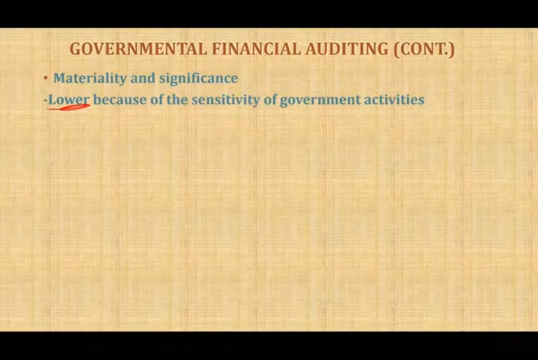 GOVERNMENTAL FINANCIAL AUDITING (CONT.)
• Materiality and significance
-Lower because of the sensitivity of government activities